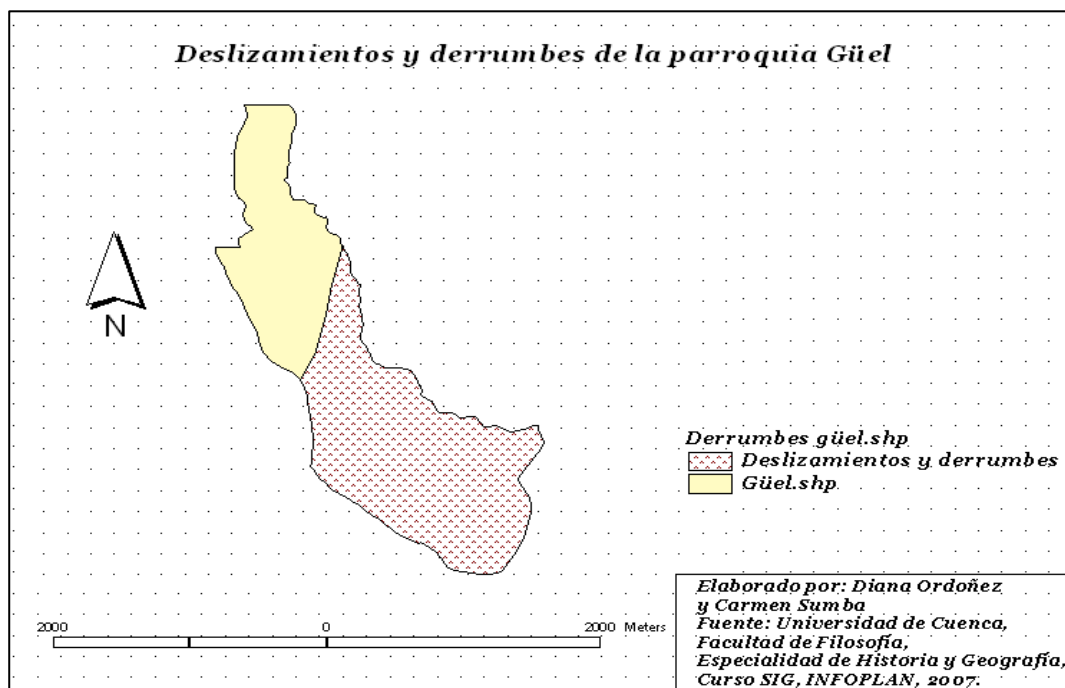 Deslizamientos y derrumbes de la parroquia Güel
N
Derrumbes güel.shp
Deslizamientos y derrumbes
Güel.shp
2000 0 2000 Meters
Elaborado por: Diana Ordoñez
y Carmen Sumba
Fuente: Universidad de Cuenca,
Facultad de Filosofía,
Especialidad de Historia y Geografía,
Curso SIG, INFOPLAN, 2007.